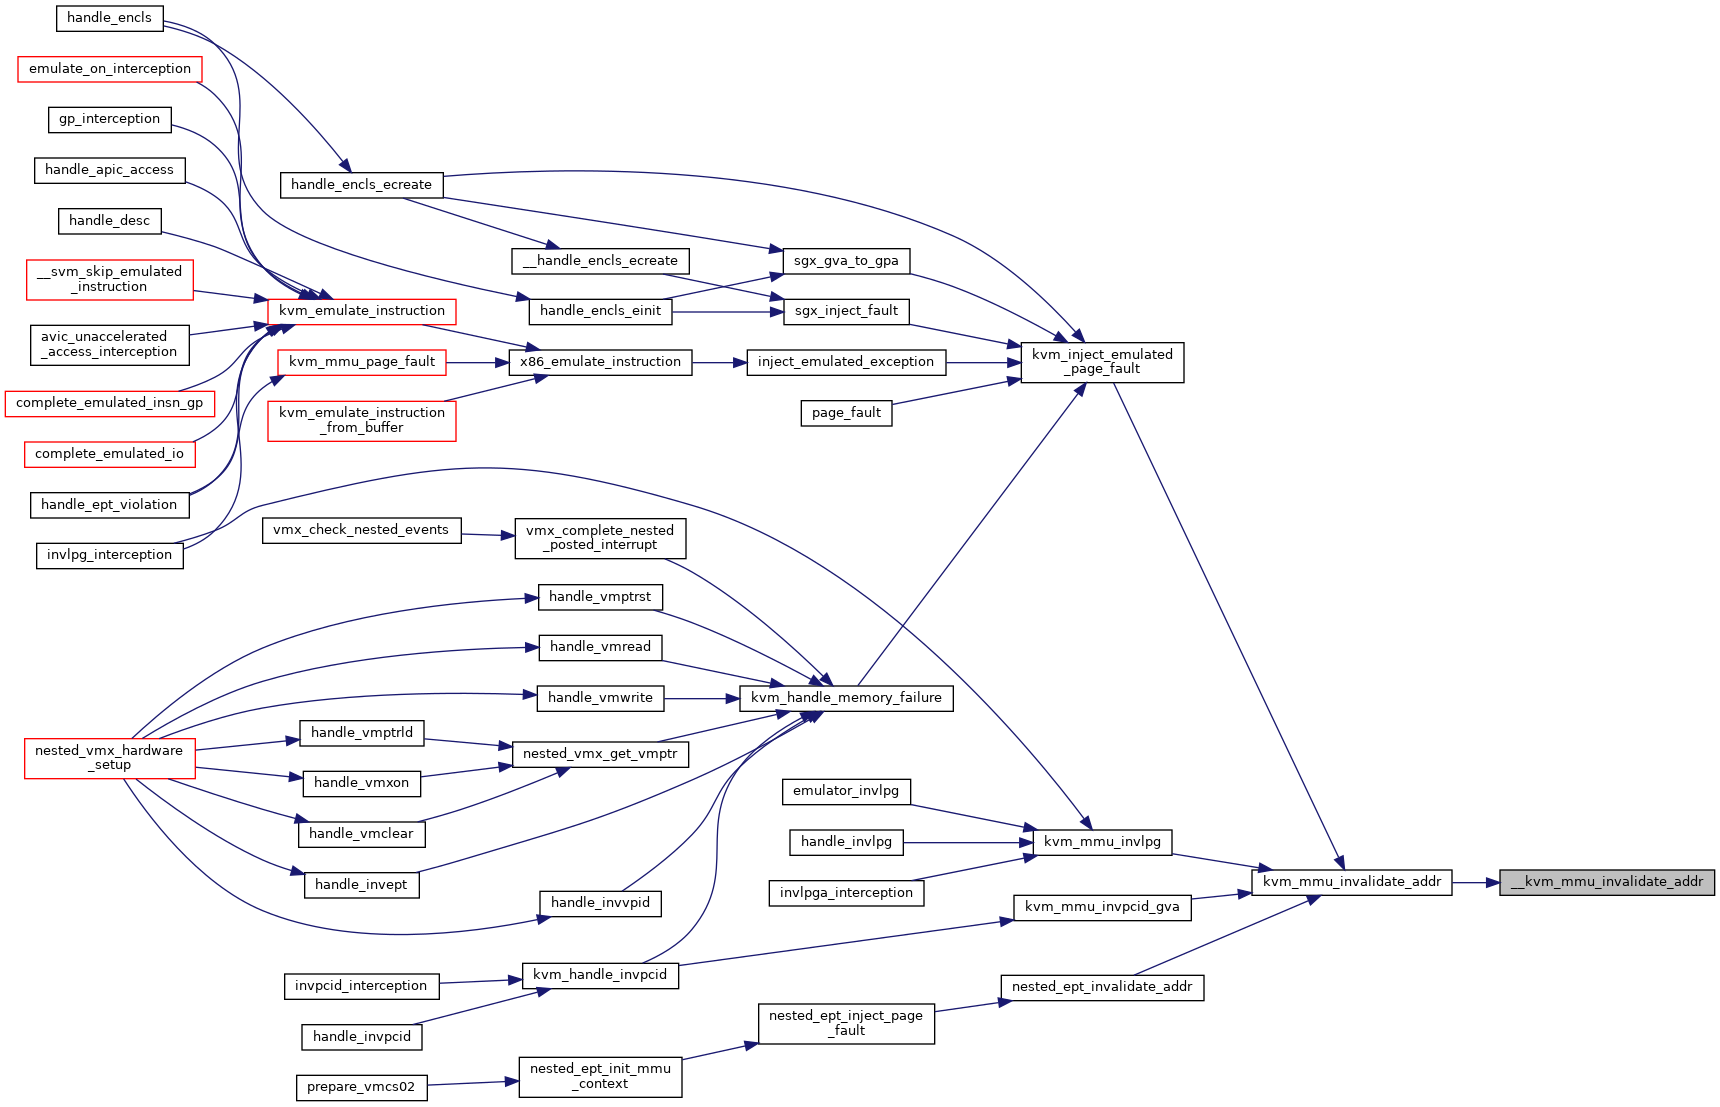 handle_encls
emulate_on_interception
gp_interception
handle_apic_access
handle_desc
__svm_skip_emulated
_instruction
avic_unaccelerated
_access_interception
complete_emulated_insn_gp
complete_emulated_io
handle_ept_violation
invlpg_interception
nested_vmx_hardware
_setup
handle_encls_ecreate
kvm_emulate_instruction
kvm_mmu_page_fault
kvm_emulate_instruction
_from_buffer
vmx_check_nested_events
handle_vmptrld
handle_vmxon
handle_vmclear
handle_invept
invpcid_interception
handle_invpcid
prepare_vmcs02
__handle_encls_ecreate
handle_encls_einit
x86_emulate_instruction
vmx_complete_nested
_posted_interrupt
handle_vmptrst
handle_vmread
handle_vmwrite
nested_vmx_get_vmptr
handle_invvpid
kvm_handle_invpcid
nested_ept_init_mmu
_context
sgx_gva_to_gpa
sgx_inject_fault
inject_emulated_exception
page_fault
kvm_handle_memory_failure
emulator_invlpg
handle_invlpg
invlpga_interception
nested_ept_inject_page
_fault
kvm_inject_emulated
_page_fault
kvm_mmu_invlpg
kvm_mmu_invpcid_gva
nested_ept_invalidate_addr
kvm_mmu_invalidate_addr
__kvm_mmu_invalidate_addr